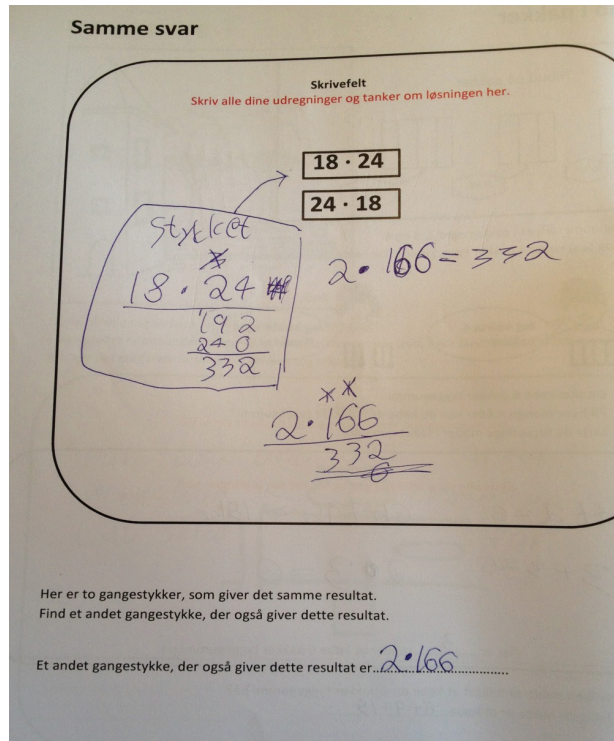 Samme svar
Skrivefelt
Skriv alle dine udregninger og tanker om løsningen her.
18 · 24
24 · 18
stykket
18 · 24
192
240
332
2 · 166 = 332
2 · 166
332
Her er to gangestykker, som giver det samme resultat.
Find et andet gangestykke, der også giver dette resultat.
Et andet gangestykke, der også giver dette resultat er..2·166....................